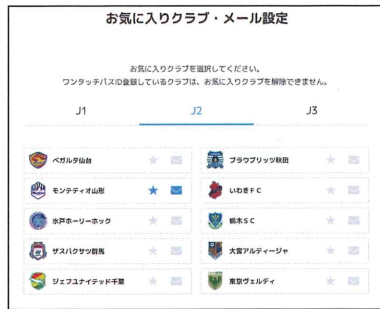 お気に入りクラブ・メール設定
お気に入りクラブを選択してください。
ワンタッチパスID登録しているクラブは、お気に入りクラブを解除できません。
J1 J2 J3
ベガルタ仙台 ブラウブリッツ秋田
モンテディオ山形 いわきFC
水戸ホーリーホック 栃木SC
ザスパクサツ群馬 大宮アルディージャ
ジェフユナイテッド千葉 東京ヴェルディ